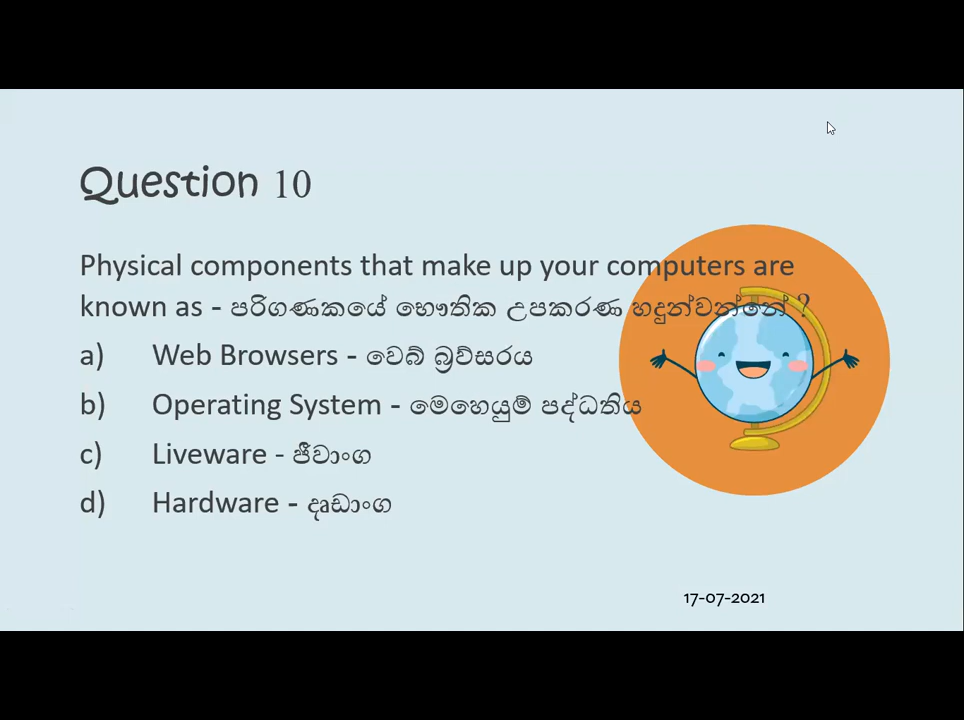 Question 10
Physical components that make up your computers are
known as - පරිගණකයේ භෞතික උපකරණ හදුන්වන්නේ ?
a) Web Browsers - වෙබ් බ්‍රව්සරය
b) Operating System - මෙහෙයුම් පද්ධතිය
c) Liveware - ජීවාංග
d) Hardware - දෘඩාංග
17-07-2021